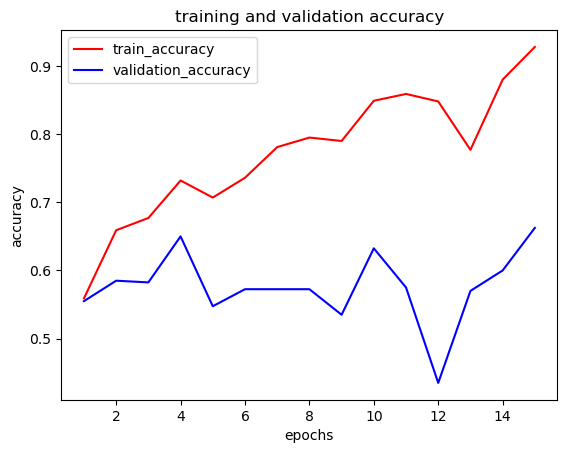 training and validation accuracy
train_accuracy
validation_accuracy
accuracy
0.9
0.8
0.7
0.6
0.5
2 4 6 8 10 12 14
epochs